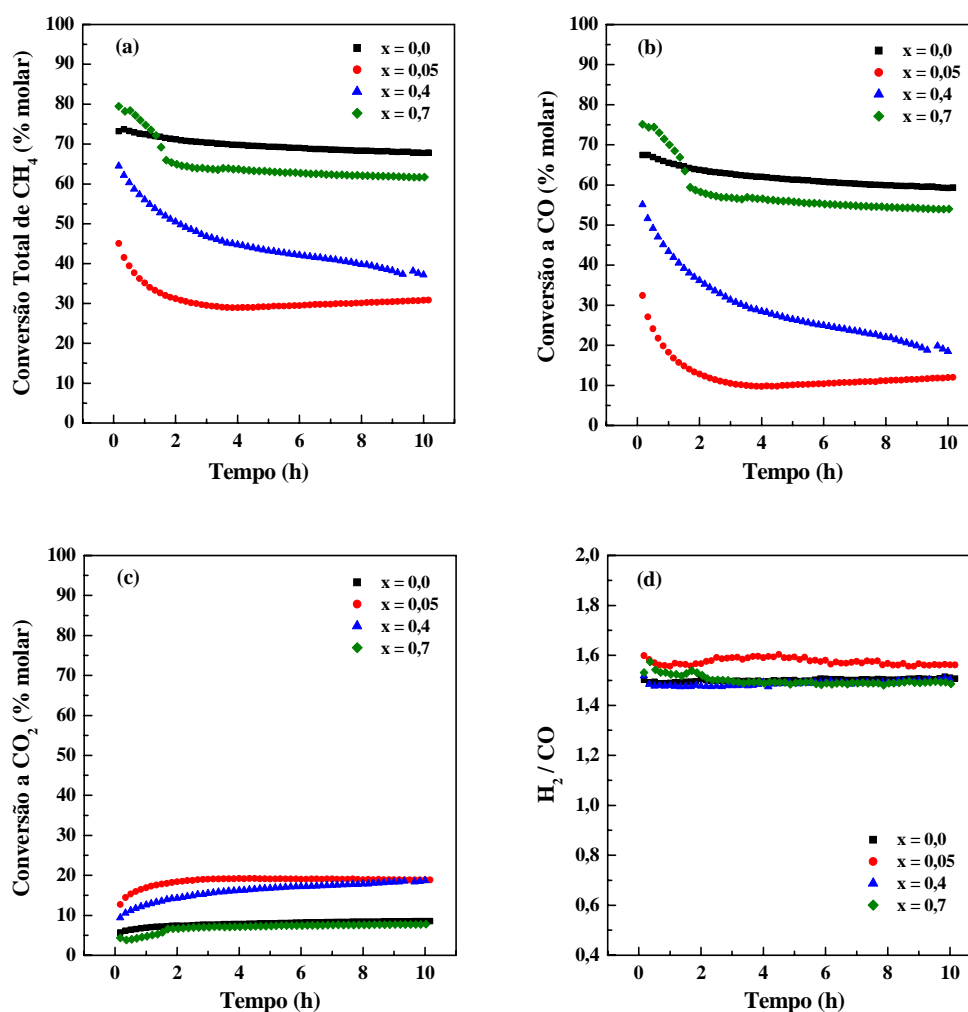 (a)
x = 0,0
x = 0,05
x = 0,4
x = 0,7
Conversão Total de CH4 (% molar)
100
90
80
70
60
50
40
30
20
10
0
0 2 4 6 8 10
Tempo (h)
(b)
x = 0,0
x = 0,05
x = 0,4
x = 0,7
Conversão a CO (% molar)
100
90
80
70
60
50
40
30
20
10
0
0 2 4 6 8 10
Tempo (h)
(c)
x = 0,0
x = 0,05
x = 0,4
x = 0,7
Conversão a CO2 (% molar)
100
90
80
70
60
50
40
30
20
10
0
0 2 4 6 8 10
Tempo (h)
(d)
H2 / CO
2,0
1,8
1,6
1,4
1,2
1,0
0,8
0,6
0,4
x = 0,0
x = 0,05
x = 0,4
x = 0,7
0 2 4 6 8 10
Tempo (h)